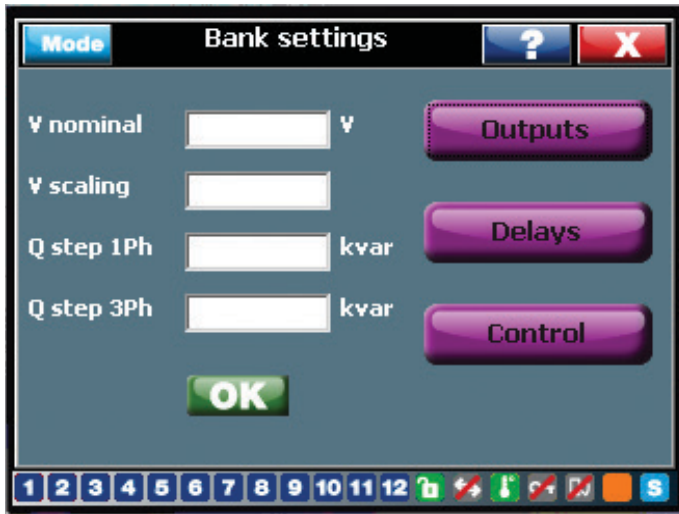 Mode Bank settings ? X
V nominal V Outputs
V scaling
Q step 1Ph kvar Delays
Q step 3Ph kvar Control
OK
1 2 3 4 5 6 7 8 9 10 11 12 S